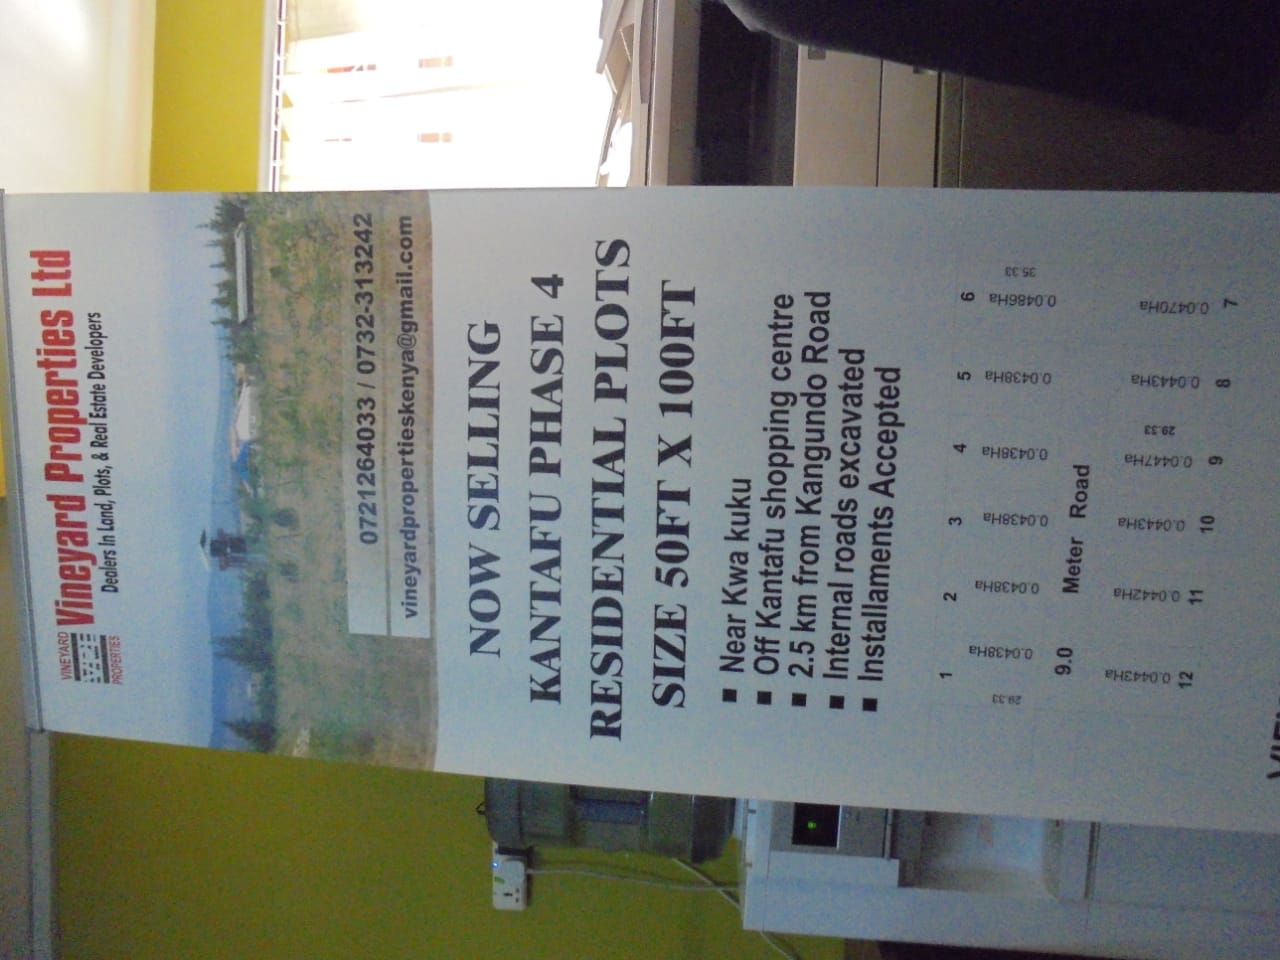 VINEYARD
PROPERTIES
Vineyard Properties Ltd
Dealers In Land, Plots, & Real Estate Developers
0721264033 / 0732-313242
vineyardpropertieskenya@gmail.com
NOW SELLING
KANTAFU PHASE 4
RESIDENTIAL PLOTS
SIZE 50FT X 100FT
Near Kwa kuku
Off Kantafu shopping centre
2.5 km from Kangundo Road
Internal roads excavated
Installaments Accepted
1 2 3 4 5 6
0.0438Ha 0.0438Ha 0.0438Ha 0.0438Ha 0.0438Ha 0.0486Ha
29.33 35.33
9.0 Meter Road
29.33
0.0443Ha 0.0442Ha 0.0443Ha 0.0447Ha 0.0443Ha 0.0470Ha
12 11 10 9 8 7